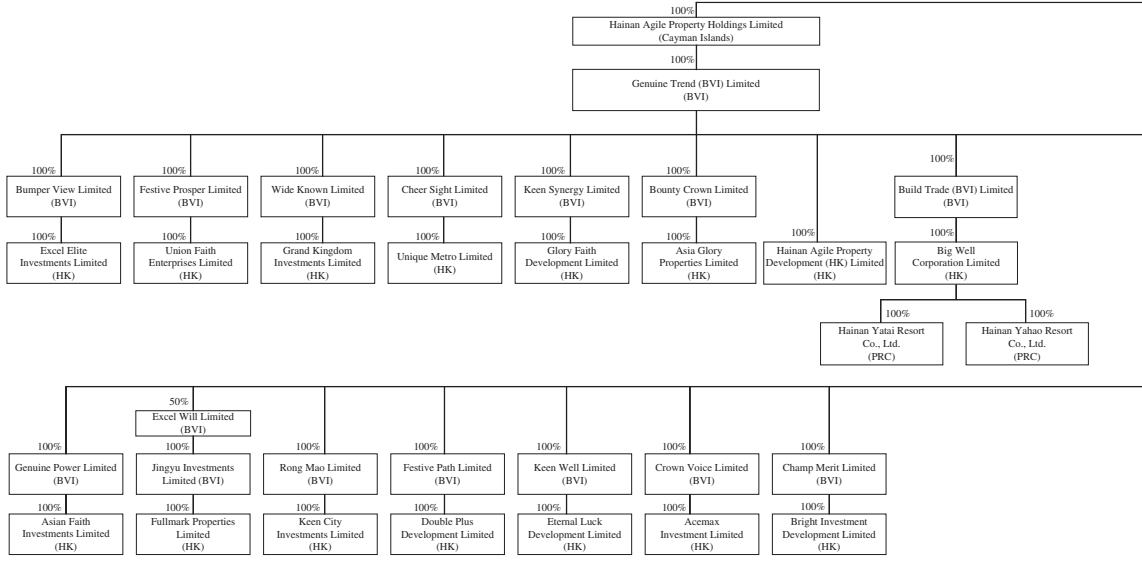 100%
Hainan Agile Property Holdings Limited
(Cayman Islands)
100%
Genuine Trend (BVI) Limited
(BVI)
100%
Bumper View Limited
(BVI)
100%
Festive Prosper Limited
(BVI)
100%
Wide Known Limited
(BVI)
100%
Cheer Sight Limited
(BVI)
100%
Keen Synergy Limited
(BVI)
100%
Bounty Crown Limited
(BVI)
100%
Build Trade (BVI) Limited
(BVI)
100%
Excel Elite
Investments Limited
(HK)
100%
Union Faith
Enterprises Limited
(HK)
100%
Grand Kingdom
Investments Limited
(HK)
100%
Unique Metro Limited
(HK)
100%
Glory Faith
Development Limited
(HK)
100%
Asia Glory
Properties Limited
(HK)
100%
Hainan Agile Property
Development (HK) Limited
(HK)
100%
Big Well
Corporation Limited
(HK)
100%
Hainan Yatai Resort
Co., Ltd.
(PRC)
100%
Hainan Yahao Resort
Co., Ltd.
(PRC)
50%
Excel Will Limited
(BVI)
100%
Genuine Power Limited
(BVI)
100%
Jingyu Investments
Limited (BVI)
100%
Rong Mao Limited
(BVI)
100%
Festive Path Limited
(BVI)
100%
Keen Well Limited
(BVI)
100%
Crown Voice Limited
(BVI)
100%
Champ Merit Limited
(BVI)
100%
Asian Faith
Investments Limited
(HK)
100%
Fullmark Properties
Limited
(HK)
100%
Keen City
Investments Limited
(HK)
100%
Double Plus
Development Limited
(HK)
100%
Eternal Luck
Development Limited
(HK)
100%
Acemax
Investment Limited
(HK)
100%
Bright Investment
Development Limited
(HK)